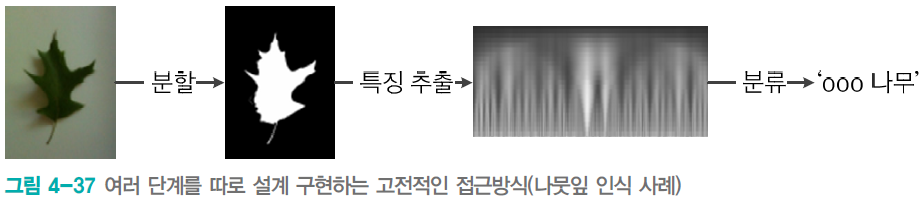 분할
특징 추출
분류
‘ooo 나무’
그림 4-37 여러 단계를 따로 설계 구현하는 고전적인 접근방식(나뭇잎 인식 사례)